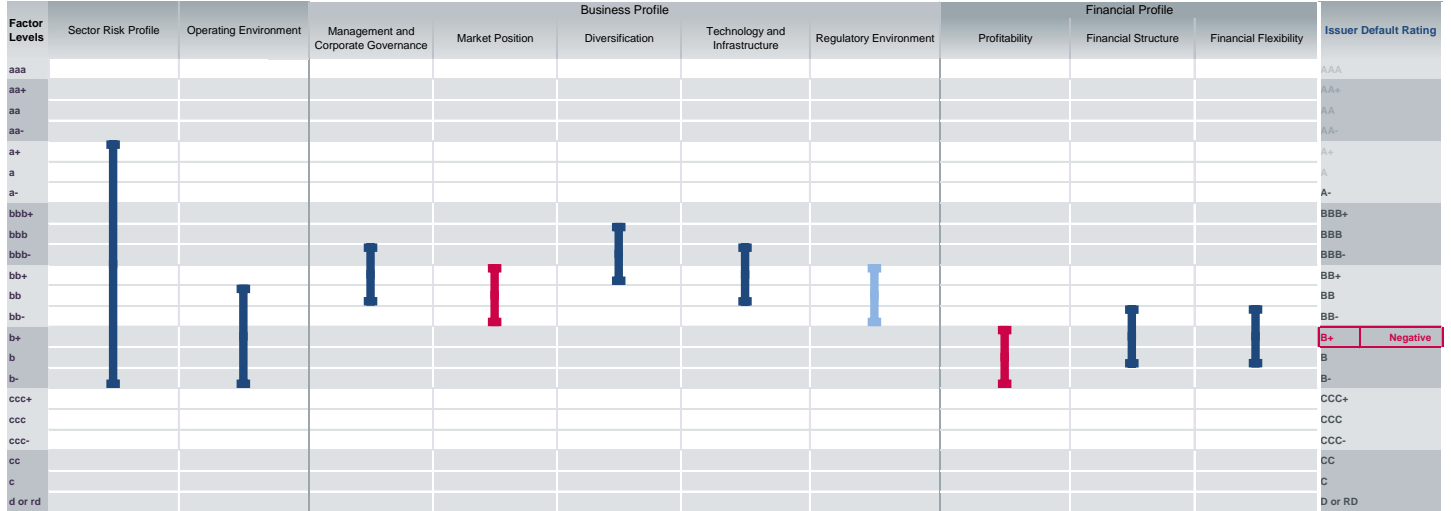 Business Profile
Financial Profile
Factor Levels
Sector Risk Profile
Operating Environment
Management and Corporate Governance
Market Position
Diversification
Technology and Infrastructure
Regulatory Environment
Profitability
Financial Structure
Financial Flexibility
Issuer Default Rating
aaa AAA
aa+ AA+
aa AA
aa- AA-
a+ A+
a A
a- A-
bbb+ BBB+
bbb BBB
bbb- BBB-
bb+ BB+
bb BB
bb- BB-
b+ B+ Negative
b B
b- B-
ccc+ CCC+
ccc CCC
ccc- CCC-
cc CC
c C
d or rd D or RD